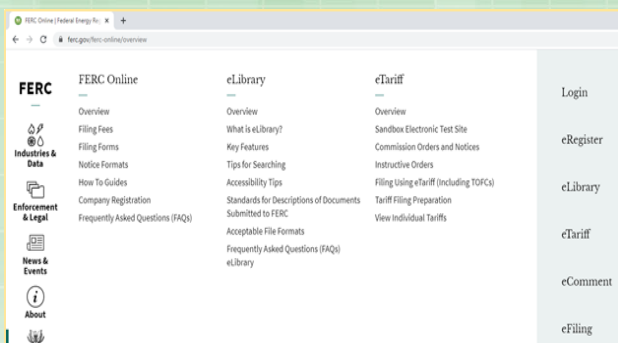 FERC Online | Federal Energy Reg
ferc.gov/ferc-online/overview
FERC
Industries &
Data
Enforcement
& Legal
News &
Events
About
FERC Online
Overview
Filing Fees
Filing Forms
Notice Formats
How To Guides
Company Registration
Frequently Asked Questions (FAQs)
eLibrary
Overview
What is eLibrary?
Key Features
Tips for Searching
Accessibility Tips
Standards for Descriptions of Documents
Submitted to FERC
Acceptable File Formats
Frequently Asked Questions (FAQs)
eLibrary
eTariff
Overview
Sandbox Electronic Test Site
Commission Orders and Notices
Instructive Orders
Filing Using eTariff (Including TOFCs)
Tariff Filing Preparation
View Individual Tariffs
Login
eRegister
eLibrary
eTariff
eComment
eFiling